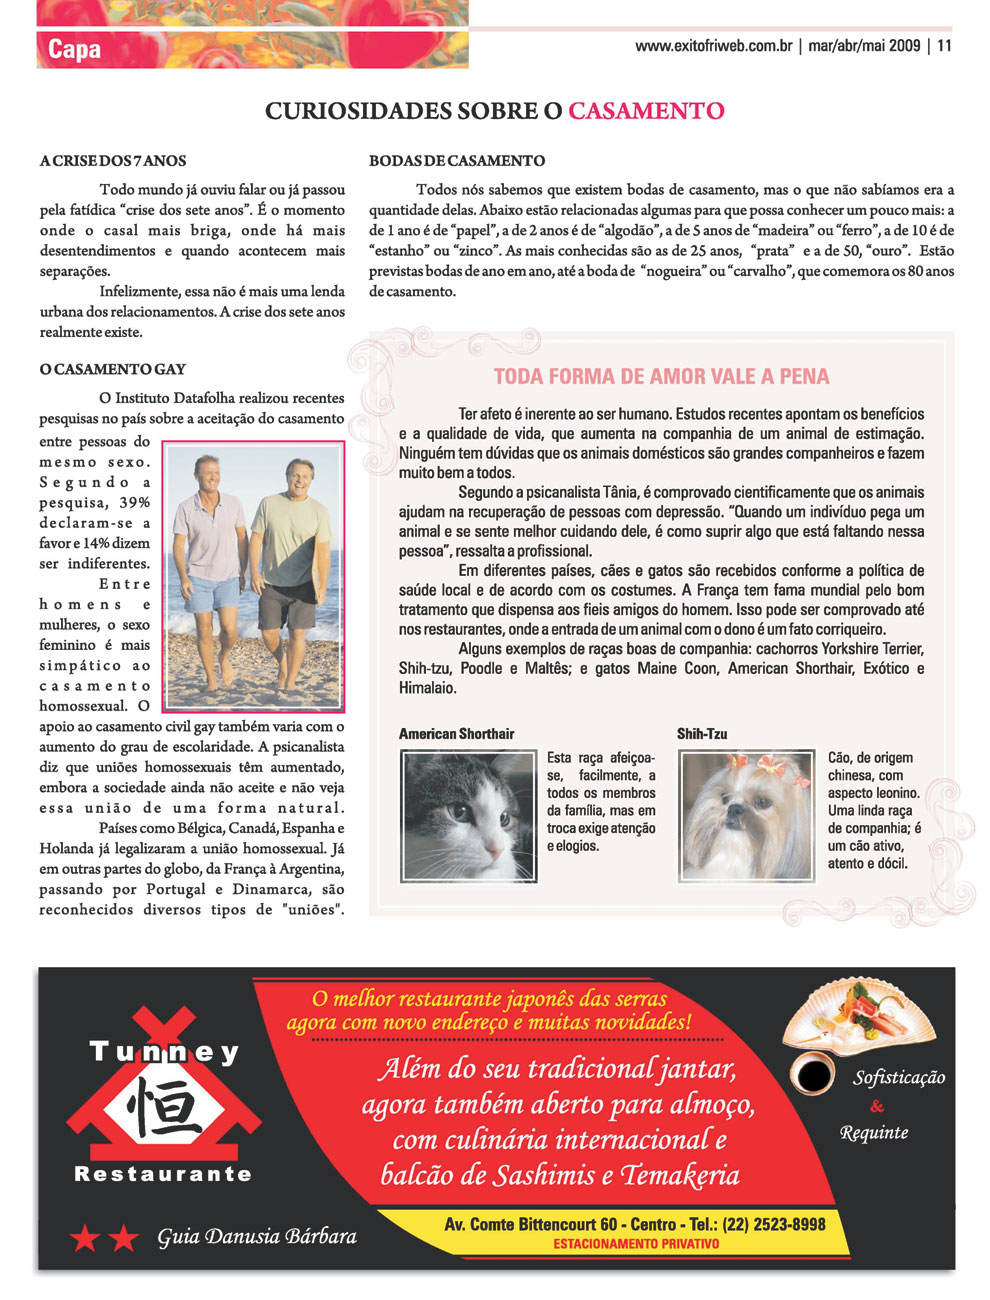 Capa
www.exitofriweb.com.br | mar/abr/mai 2009 | 11
CURIOSIDADES SOBRE O CASAMENTO
A CRISE DOS 7 ANOS
Todo mundo já ouviu falar ou já passou
pela fatídica “crise dos sete anos”. É o momento
onde o casal mais briga, onde há mais
desentendimentos e quando acontecem mais
separações.
Infelizmente, essa não é mais uma lenda
urbana dos relacionamentos. A crise dos sete anos
realmente existe.
O CASAMENTO GAY
O Instituto Datafolha realizou recentes
pesquisas no país sobre a aceitação do casamento
entre pessoas do
mesmo sexo.
Segundo a
pesquisa, 39%
declaram-se a
favor e 14% dizem
ser indiferentes.
Entre
homens e
mulheres, o sexo
feminino é mais
simpático ao
casamento
homossexual. O
apoio ao casamento civil gay também varia com o
aumento do grau de escolaridade. A psicanalista
diz que uniões homossexuais têm aumentado,
embora a sociedade ainda não aceite e não veja
essa união de uma forma natural.
Países como Bélgica, Canadá, Espanha e
Holanda já legalizaram a união homossexual. Já
em outras partes do globo, da França à Argentina,
passando por Portugal e Dinamarca, são
reconhecidos diversos tipos de "uniões".
BODAS DE CASAMENTO
Todos nós sabemos que existem bodas de casamento, mas o que não sabíamos era a
quantidade delas. Abaixo estão relacionadas algumas para que possa conhecer um pouco mais: a
de 1 ano é de “papel”, a de 2 anos é de “algodão”, a de 5 anos de “madeira” ou “ferro”, a de 10 é de
“estanho” ou “zinco”. As mais conhecidas são as de 25 anos, “prata” e a de 50, “ouro”. Estão
previstas bodas de ano em ano, até a boda de “nogueira” ou “carvalho”, que comemora os 80 anos
de casamento.
TODA FORMA DE AMOR VALE A PENA
Ter afeto é inerente ao ser humano. Estudos recentes apontam os benefícios
e a qualidade de vida, que aumenta na companhia de um animal de estimação.
Ninguém tem dúvidas que os animais domésticos são grandes companheiros e fazem
muito bem a todos.
Segundo a psicanalista Tânia, é comprovado cientificamente que os animais
ajudam na recuperação de pessoas com depressão. “Quando um indivíduo pega um
animal e se sente melhor cuidando dele, é como suprir algo que está faltando nessa
pessoa”, ressalta a profissional.
Em diferentes países, cães e gatos são recebidos conforme a política de
saúde local e de acordo com os costumes. A França tem fama mundial pelo bom
tratamento que dispensa aos fieis amigos do homem. Isso pode ser comprovado até
nos restaurantes, onde a entrada de um animal com o dono é um fato corriqueiro.
Alguns exemplos de raças boas de companhia: cachorros Yorkshire Terrier,
Shih-tzu, Poodle e Maltês; e gatos Maine Coon, American Shorthair, Exótico e
Himalaio.
American Shorthair
Esta raça afeiçoa-
se, facilmente, a
todos os membros
da família, mas em
troca exige atenção
e elogios.
Shih-Tzu
Cão, de origem
chinesa, com
aspecto leonino.
Uma linda raça
de companhia; é
um cão ativo,
atento e dócil.
Tunney
恒
Restaurante
Guia Danusia Bárbara
O melhor restaurante japonês das serras
agora com novo endereço e muitas novidades!
Além do seu tradicional jantar,
agora também aberto para almoço,
com culinária internacional e
balcão de Sashimis e Temakeria
Sofisticação
&
Requinte
Av. Comte Bittencourt 60 - Centro - Tel.: (22) 2523-8998
ESTACIONAMENTO PRIVATIVO